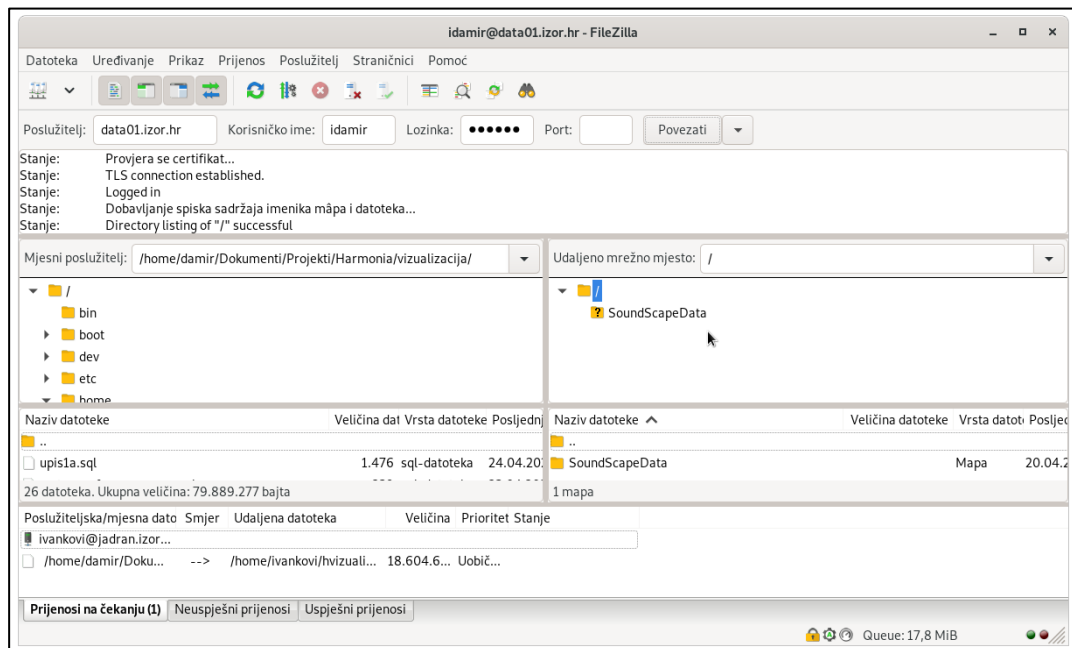 idamir@data01.izor.hr - FileZilla
Datoteka Uređivanje Prikaz Prijenos Poslužitelj Straničnici Pomoć
Poslužitelj: data01.izor.hr Korisničko ime: idamir Lozinka: ●●●●●● Port: Povezati
Stanje: Provjera se certifikat...
Stanje: TLS connection established.
Stanje: Logged in
Stanje: Dobavljanje spiska sadržaja imenika mâpa i datoteka...
Stanje: Directory listing of "/" successful
Mjesni poslužitelj: /home/damir/Dokumenti/Projekti/Harmonia/vizualizacija/
/
bin
boot
dev
etc
home
Naziv datoteke Veličina dat Vrsta datoteke Posljednj
..
upis1a.sql 1.476 sql-datoteka 24.04.20
26 datoteka. Ukupna veličina: 79.889.277 bajta
Udaljeno mrežno mjesto: /
/
SoundScapeData
Naziv datoteke Veličina datoteke Vrsta datot Posljed
..
SoundScapeData Mapa 20.04.2
1 mapa
Poslužiteljska/mjesna dato Smjer Udaljena datoteka Veličina Prioritet Stanje
ivankovi@jadran.izor...
/home/damir/Doku... --> /home/ivankovi/hvizuali... 18.604.6... Uobič...
Prijenosi na čekanju (1) Neuspješni prijenosi Uspješni prijenosi
Queue: 17,8 MiB